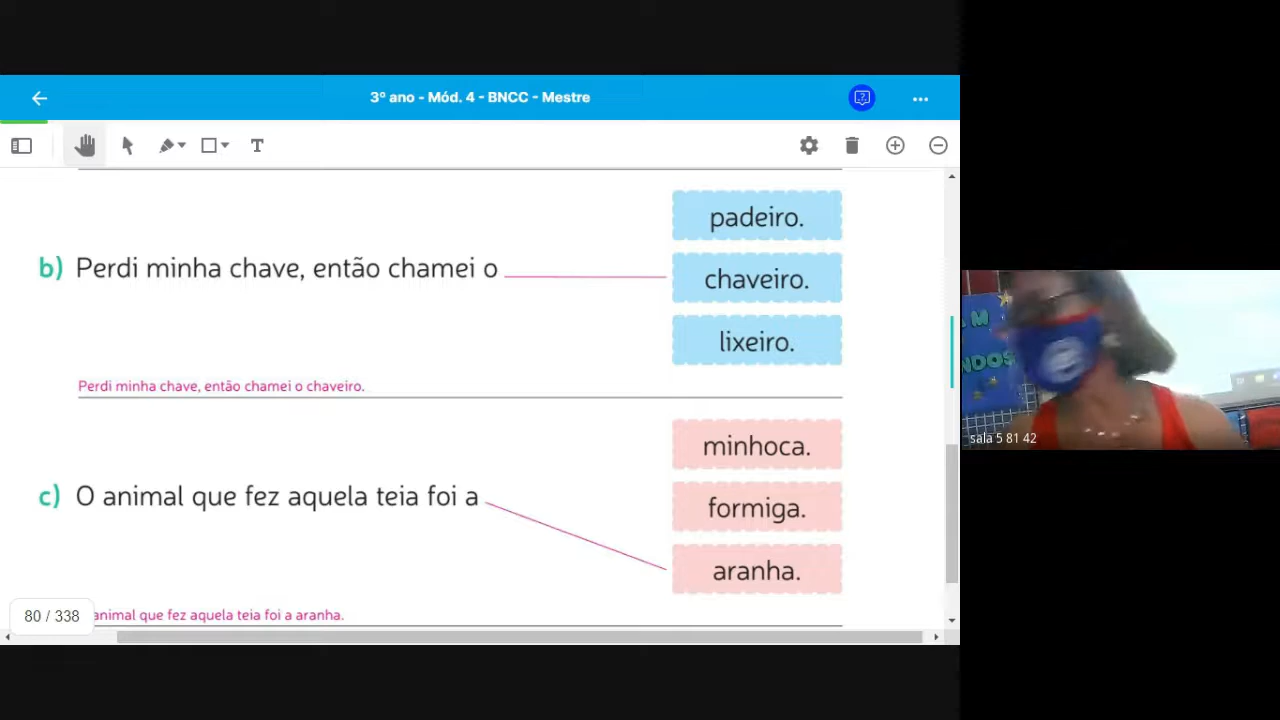 3º ano - Mód. 4 - BNCC - Mestre
T
padeiro.
b) Perdi minha chave, então chamei o
chaveiro.
lixeiro.
Perdi minha chave, então chamei o chaveiro.
minhoca.
c) O animal que fez aquela teia foi a
formiga.
aranha.
80 / 338
animal que fez aquela teia foi a aranha.
M
NDOS
sala 5 81 42